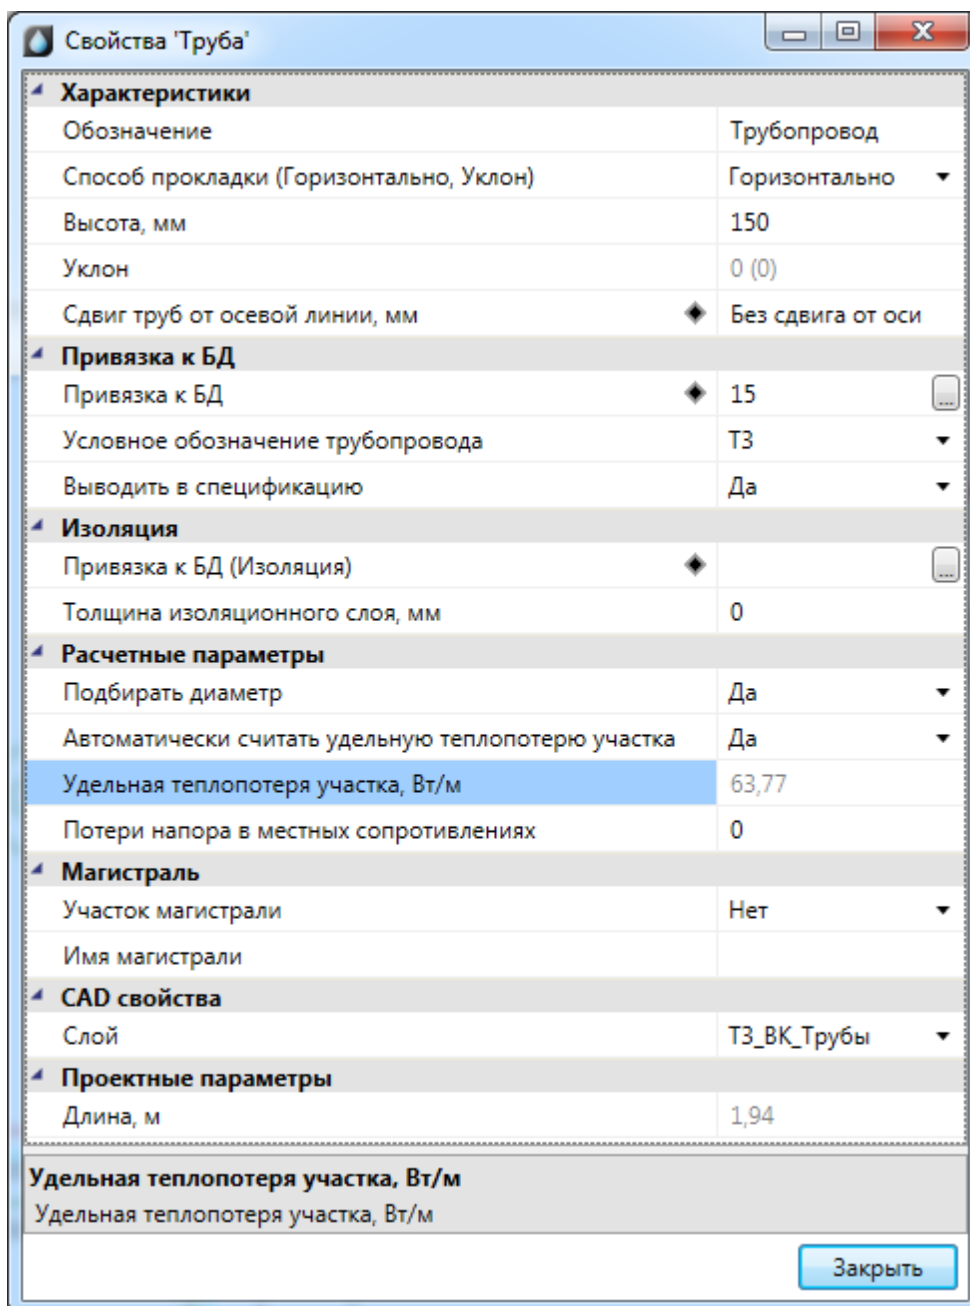 Свойства 'Труба'
Характеристики
Обозначение Трубопровод
Способ прокладки (Горизонтально, Уклон) Горизонтально
Высота, мм 150
Уклон 0 (0)
Сдвиг труб от осевой линии, мм Без сдвига от оси
Привязка к БД
Привязка к БД 15 ...
Условное обозначение трубопровода Т3
Выводить в спецификацию Да
Изоляция
Привязка к БД (Изоляция) ...
Толщина изоляционного слоя, мм 0
Расчетные параметры
Подбирать диаметр Да
Автоматически считать удельную теплопотерю участка Да
Удельная теплопотеря участка, Вт/м 63,77
Потери напора в местных сопротивлениях 0
Магистраль
Участок магистрали Нет
Имя магистрали
CAD свойства
Слой Т3_ВК_Трубы
Проектные параметры
Длина, м 1,94
Удельная теплопотеря участка, Вт/м
Удельная теплопотеря участка, Вт/м
Закрыть